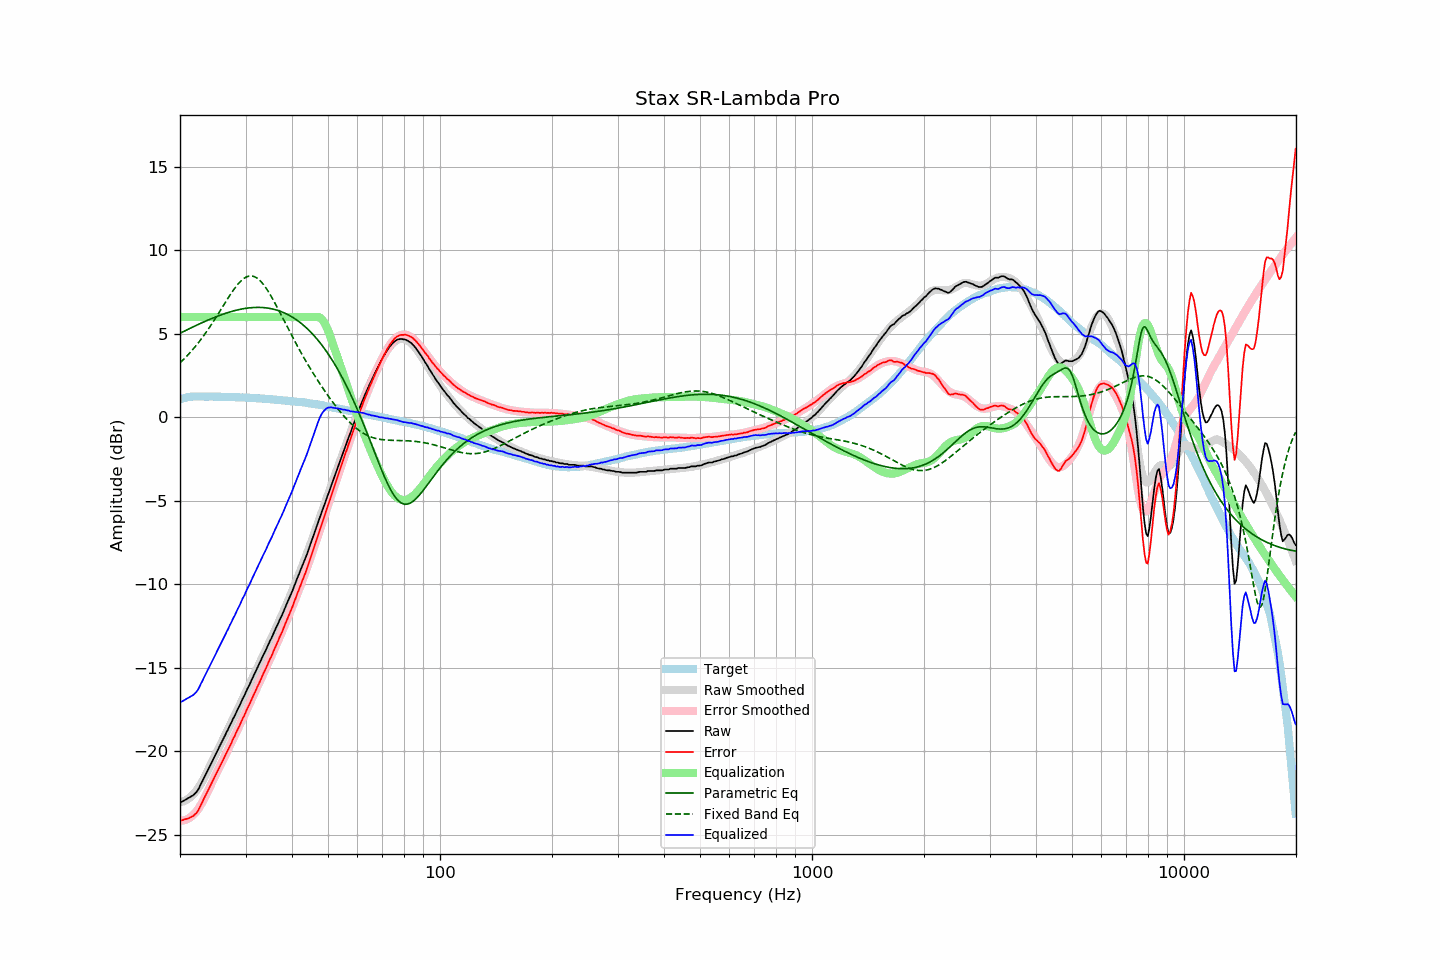 Stax SR-Lambda Pro
Amplitude (dBr)
15
10
5
0
−5
−10
−15
−20
−25
Target
Raw Smoothed
Error Smoothed
Raw
Error
Equalization
Parametric Eq
Fixed Band Eq
Equalized
100
1000
10000
Frequency (Hz)